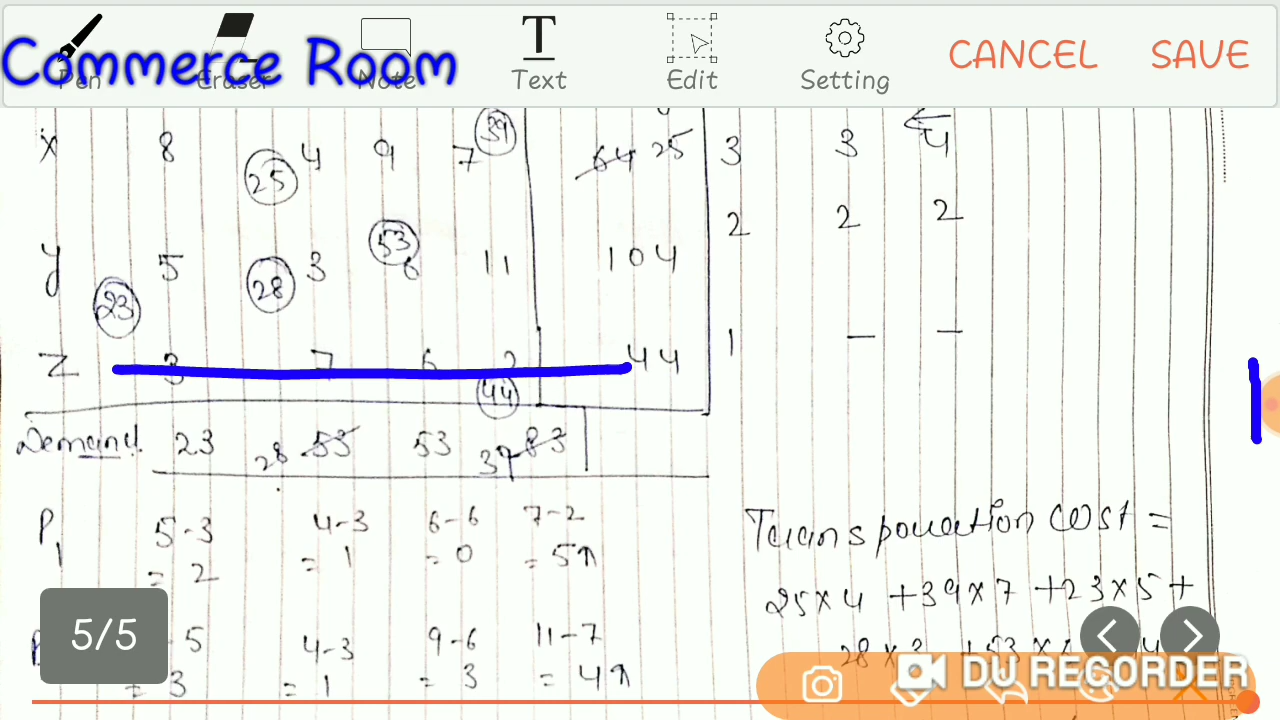 Commerce Room
Pen Eraser Note Text Edit Setting CANCEL SAVE
X 8 25 4 9 7 39 64 25 3 3 4
Y 5 28 3 53 6 11 104 2 2 2
23
Z 3 7 6 2 44 1 — —
44
Demand 23 28 53 53 39 83
P1 5-3 4-3 6-6 7-2
= 2 = 1 = 0 = 5↑
Transportation cost =
25×4 +39×7 +23×5 +
5/5
5 4-3 9-6 11-7
= 3 = 1 = 3 = 4↑
28×3 +53×
DU RECORDER